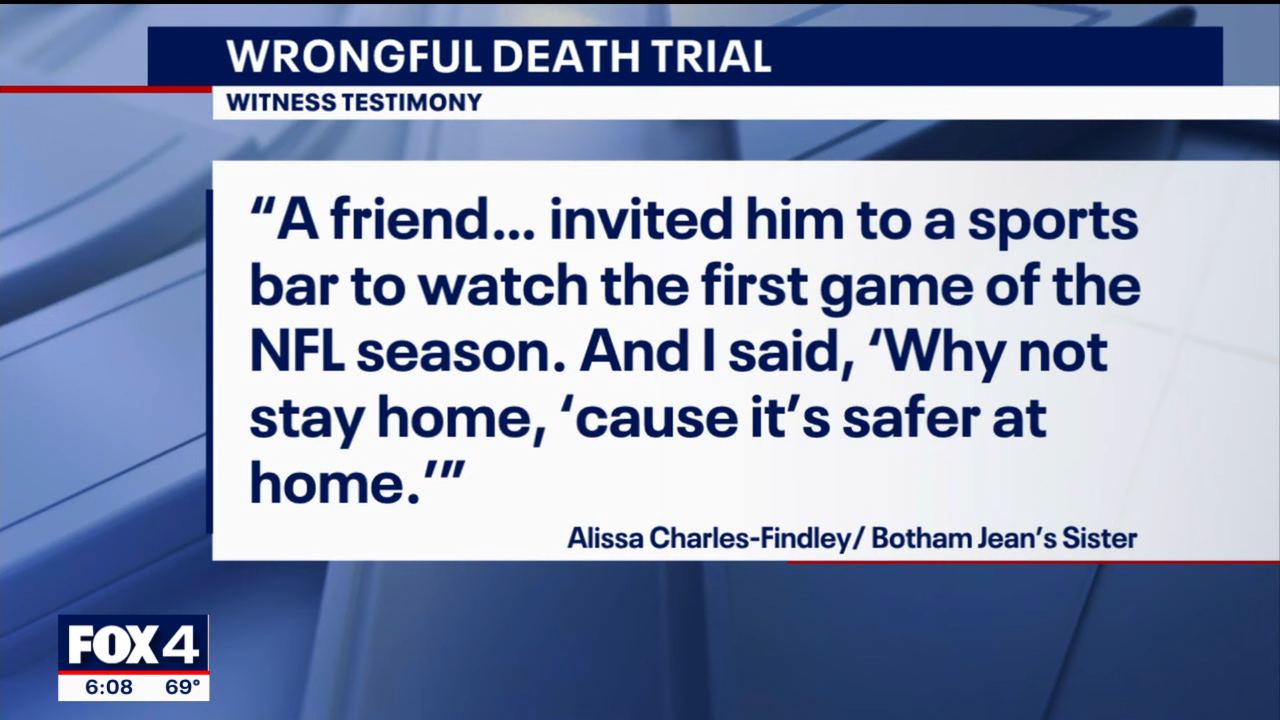 WRONGFUL DEATH TRIAL
WITNESS TESTIMONY
“A friend... invited him to a sports
bar to watch the first game of the
NFL season. And I said, ‘Why not
stay home, ‘cause it’s safer at
home.’”
Alissa Charles-Findley/ Botham Jean’s Sister
FOX 4
6:08 69°